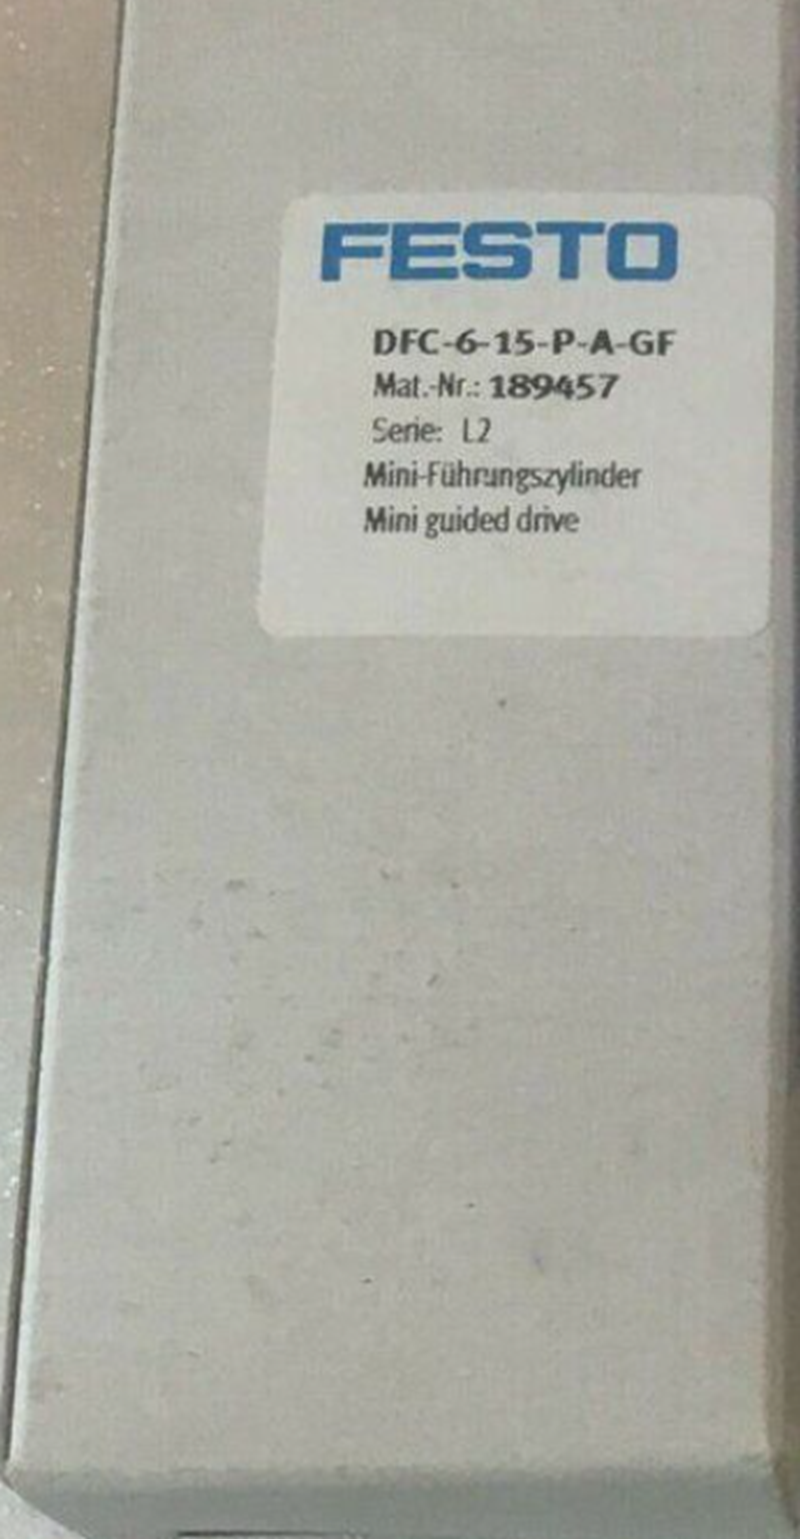 FESTO
DFC-6-15-P-A-GF
Mat.-Nr.: 189457
Serie: L2
Mini-Führungszylinder
Mini guided drive